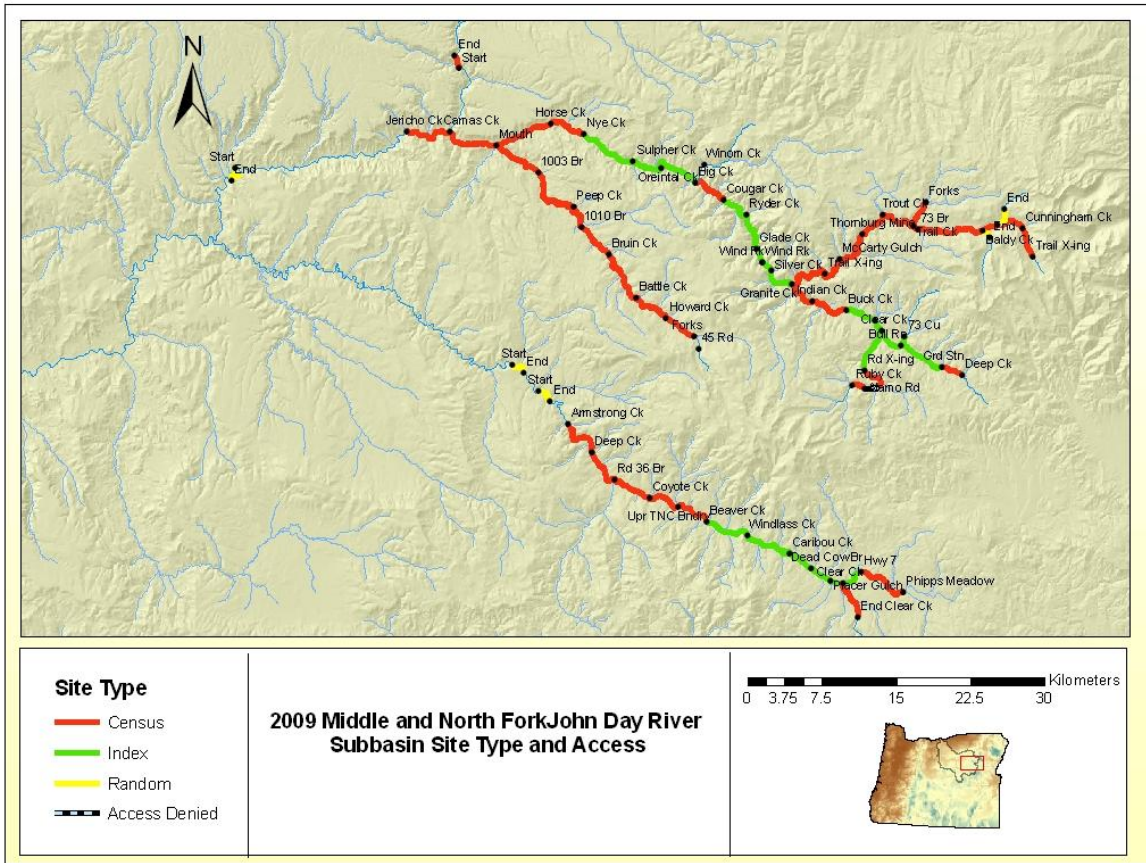 N
End
Start
Jericho Ck
Camas Ck
Mouth
Horse Ck
Nye Ck
Start
End
1003 Br
Sulpher Ck
Oreintal Ck
Winom Ck
Big Ck
Cougar Ck
Ryder Ck
Peep Ck
1010 Br
Bruin Ck
Battle Ck
Howard Ck
Forks
45 Rd
Glade Ck
Wind Rk
Wind Rk
Silver Ck
Granite Ck
Trail X-ing
McCarty Gulch
Thornburg Mine
Trout Ck
Forks
73 Br
Trail Ck
End
End
Baldy Ck
Cunningham Ck
Trail X-ing
Indian Ck
Buck Ck
Clear Ck
73 Cu
Bull Rn
Rd X-ing
Ruby Ck
Alamo Rd
Grd Stn
Deep Ck
Start
End
Start
End
Armstrong Ck
Deep Ck
Rd 36 Br
Coyote Ck
Upr TNC Bndry
Beaver Ck
Windlass Ck
Caribou Ck
Dead Cow Br
Hwy 7
Clear Ck
Placer Gulch
Phipps Meadow
End Clear Ck
Site Type
Census
Index
Random
Access Denied
2009 Middle and North ForkJohn Day River
Subbasin Site Type and Access
Kilometers
0 3.75 7.5 15 22.5 30